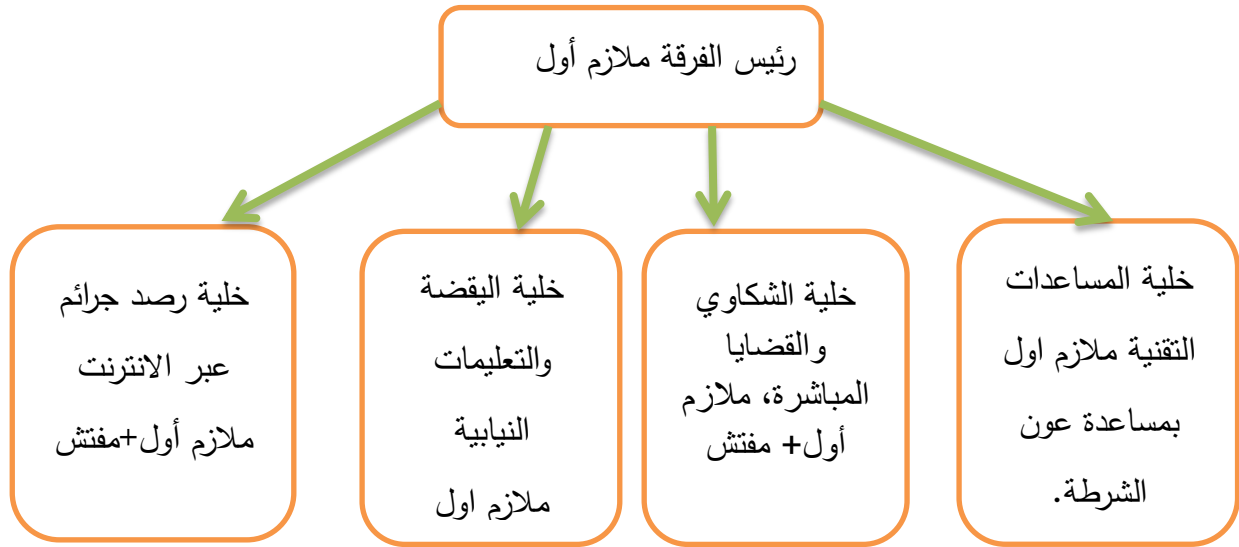 رئيس الفرقة ملازم أول
خلية المساعدات
التقنية ملازم اول
بمساعدة عون
الشرطة.
خلية الشكاوي
والقضايا
المباشرة، ملازم
أول+ مفتش
خلية اليقضة
والتعليمات
النيابية
ملازم اول
خلية رصد جرائم
عبر الانترنت
ملازم أول+مفتش